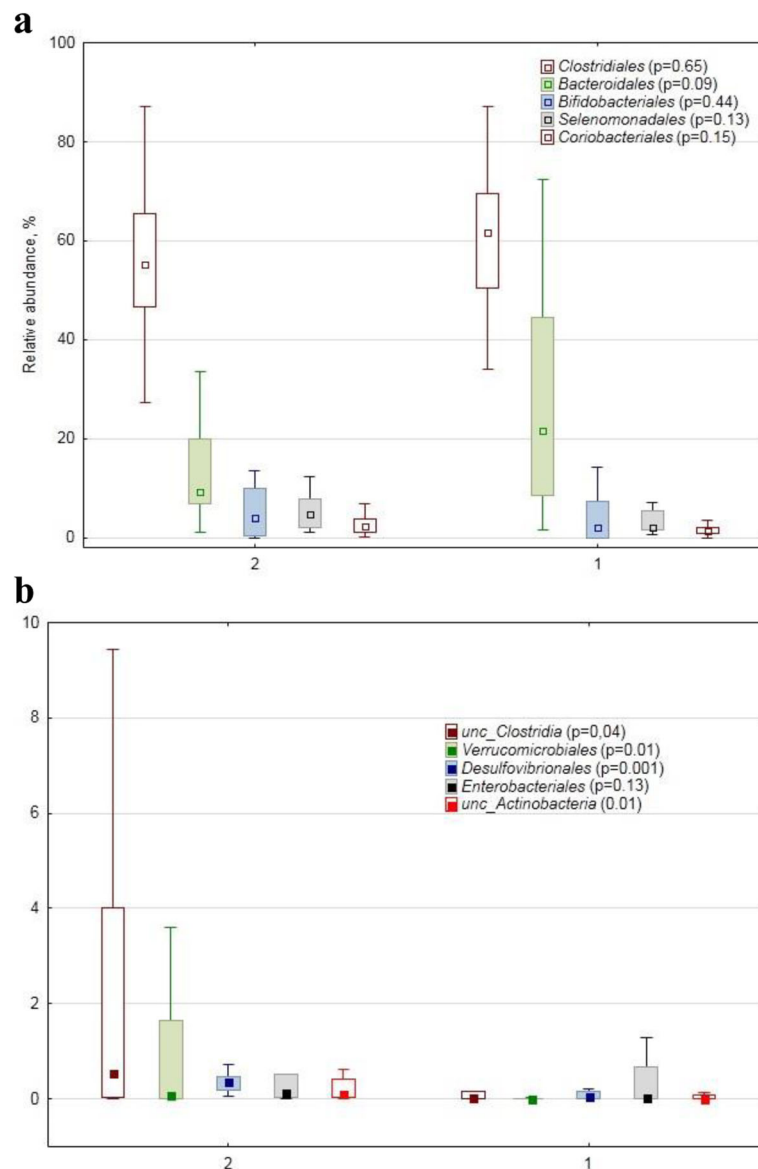 a
100
80
60
40
20
0
Relative abundance, %
Clostridiales (p=0.65)
Bacteroidales (p=0.09)
Bifidobacteriales (p=0.44)
Selenomonadales (p=0.13)
Coriobacteriales (p=0.15)
2 1
b
10
8
6
4
2
0
unc_Clostridia (p=0,04)
Verrucomicrobiales (p=0.01)
Desulfovibrionales (p=0.001)
Enterobacteriales (p=0.13)
unc_Actinobacteria (0.01)
2 1